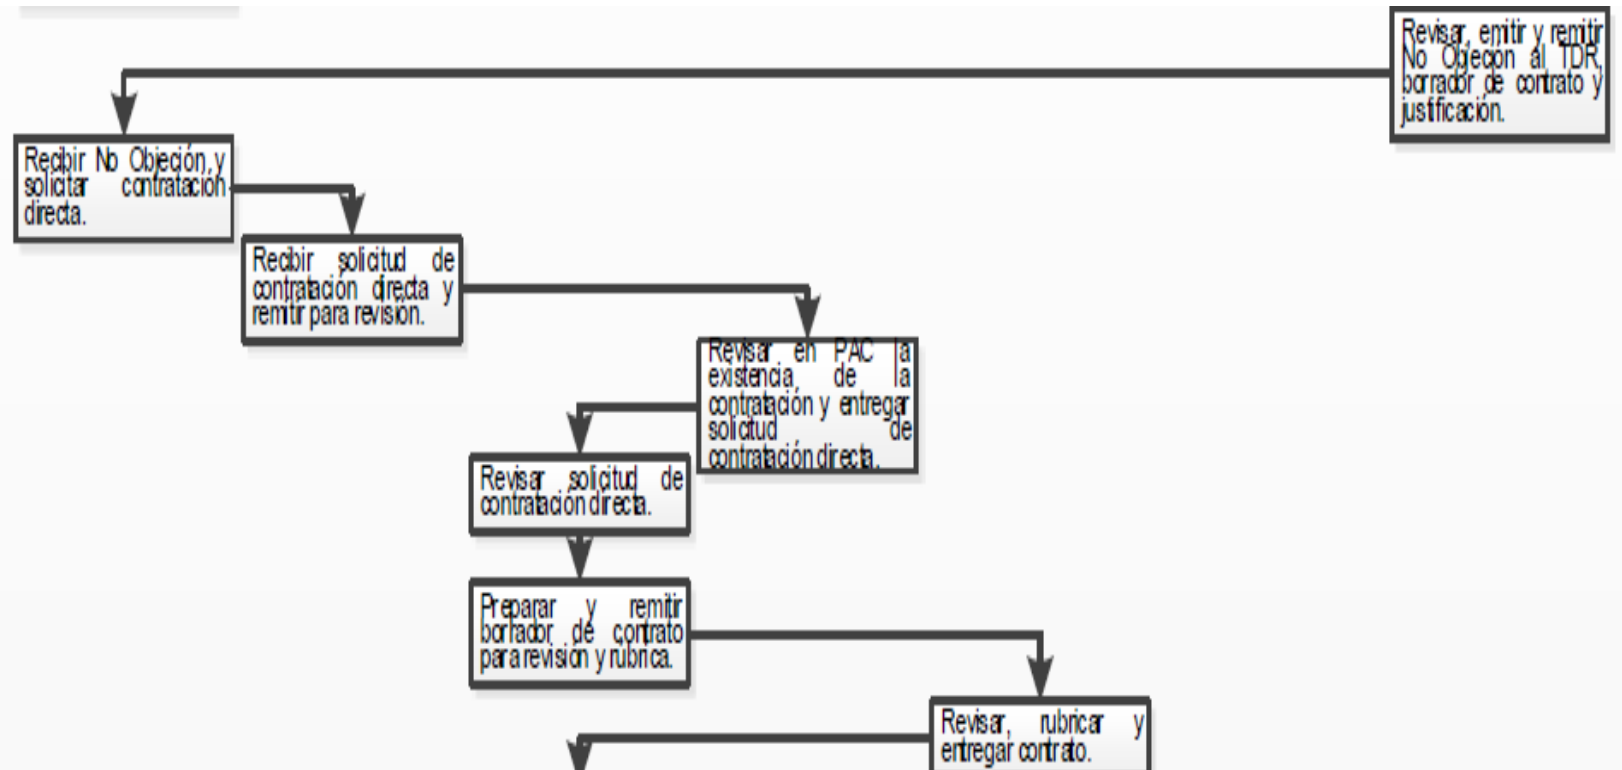 Revisar, emitir y remitir
No Objeción al TDR,
borrador de contrato y
justificación.
Recibir No Objeción, y
solicitar contratación
directa.
Recibir solicitud de
contratación directa y
remitir para revisión.
Revisar en PAC la
existencia de la
contratación y entregar
solicitud de
contratación directa.
Revisar solicitud de
contratación directa.
Preparar y remitir
borrador de contrato
para revisión y rúbrica.
Revisar, rubricar y
entregar contrato.